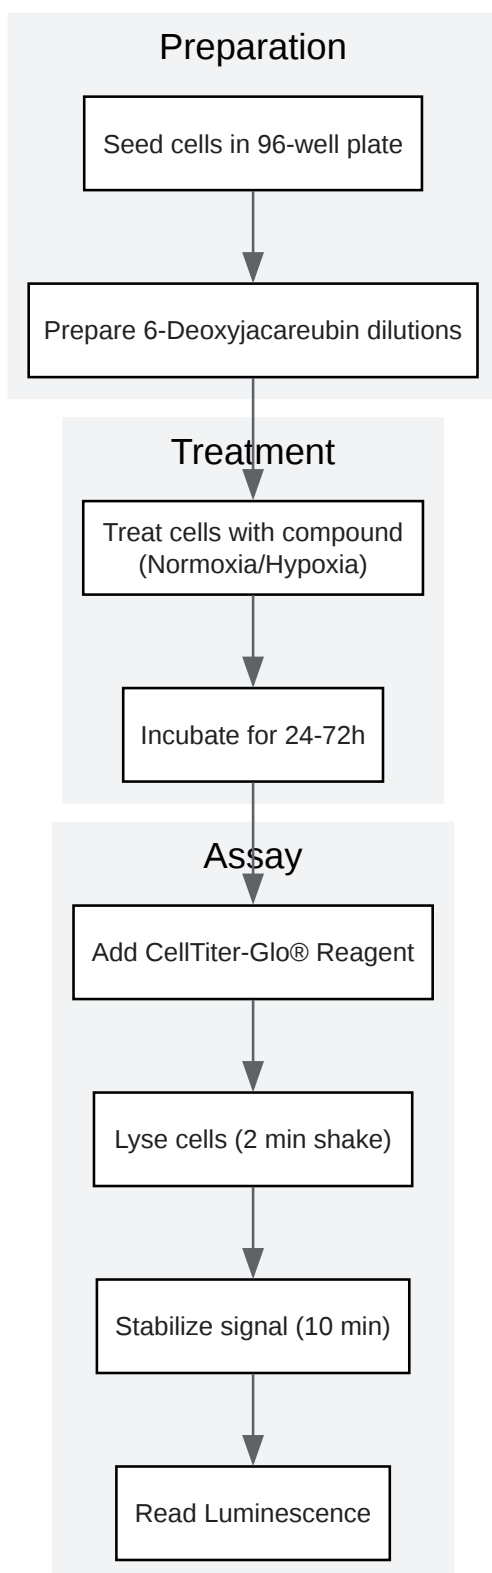 Preparation
Seed cells in 96-well plate
Prepare 6-Deoxyjacareubin dilutions
Treatment
Treat cells with compound
(Normoxia/Hypoxia)
Incubate for 24-72h
Assay
Add CellTiter-Glo® Reagent
Lyse cells (2 min shake)
Stabilize signal (10 min)
Read Luminescence